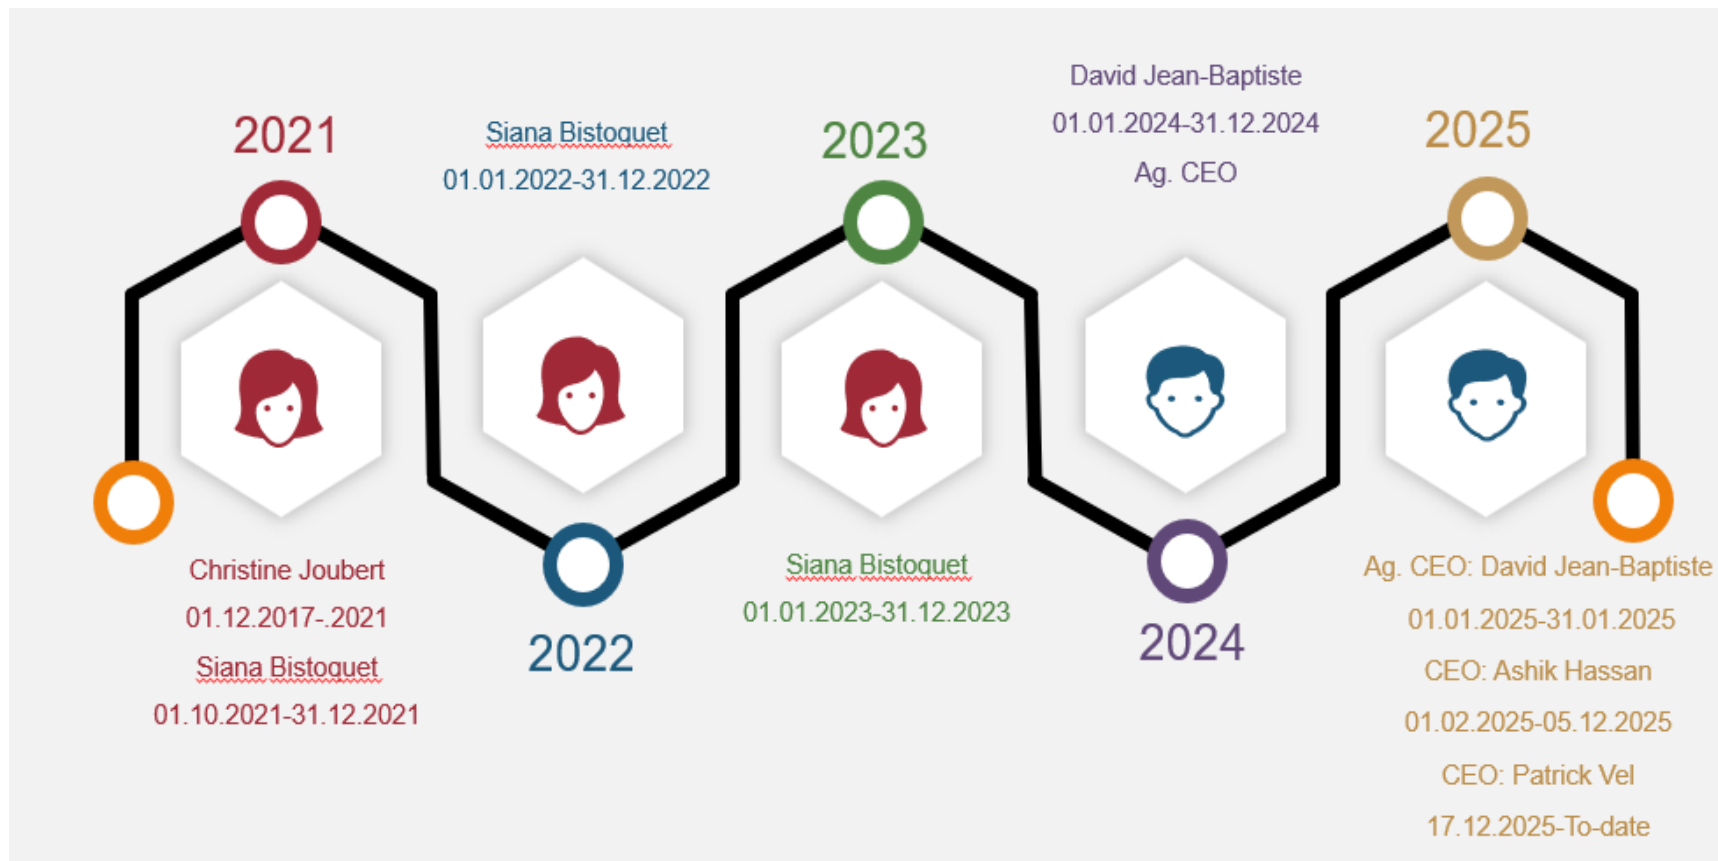 2021
Christine Joubert
01.12.2017-.2021
Siana Bistoquet
01.10.2021-31.12.2021
Siana Bistoquet
01.01.2022-31.12.2022
2022
2023
Siana Bistoquet
01.01.2023-31.12.2023
David Jean-Baptiste
01.01.2024-31.12.2024
Ag. CEO
2024
2025
Ag. CEO: David Jean-Baptiste
01.01.2025-31.01.2025
CEO: Ashik Hassan
01.02.2025-05.12.2025
CEO: Patrick Vel
17.12.2025-To-date